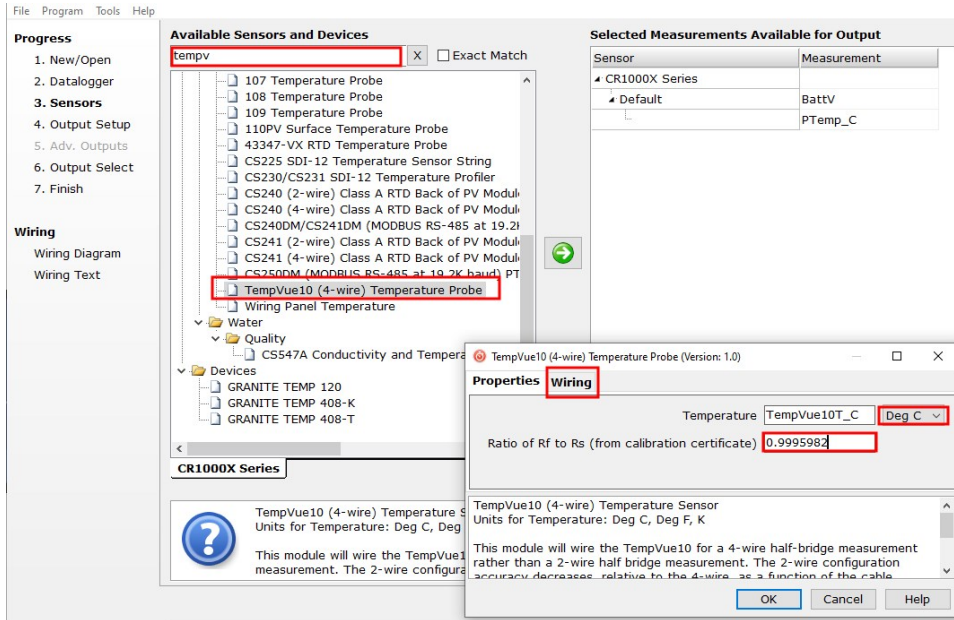 File Program Tools Help
Progress
1. New/Open
2. Datalogger
3. Sensors
4. Output Setup
5. Adv. Outputs
6. Output Select
7. Finish
Wiring
Wiring Diagram
Wiring Text
Available Sensors and Devices
tempv X Exact Match
107 Temperature Probe
108 Temperature Probe
109 Temperature Probe
110PV Surface Temperature Probe
43347-VX RTD Temperature Probe
CS225 SDI-12 Temperature Sensor String
CS230/CS231 SDI-12 Temperature Profiler
CS240 (2-wire) Class A RTD Back of PV Modul
CS240 (4-wire) Class A RTD Back of PV Modul
CS240DM/CS241DM (MODBUS RS-485 at 19.2
CS241 (2-wire) Class A RTD Back of PV Modul
CS241 (4-wire) Class A RTD Back of PV Modul
CS250DM (MODBUS RS-485 at 19.2K baud) PT
TempVue10 (4-wire) Temperature Probe
Wiring Panel Temperature
Water
Quality
CS547A Conductivity and Tempera
Devices
GRANITE TEMP 120
GRANITE TEMP 408-K
GRANITE TEMP 408-T
CR1000X Series
TempVue10 (4-wire) Temperature S
Units for Temperature: Deg C, Deg
This module will wire the TempVue1
measurement. The 2-wire configura
Selected Measurements Available for Output
Sensor Measurement
CR1000X Series
Default BattV
PTemp_C
TempVue10 (4-wire) Temperature Probe (Version: 1.0)
Properties Wiring
Temperature TempVue10T_C Deg C
Ratio of Rf to Rs (from calibration certificate) 0.9995982
TempVue10 (4-wire) Temperature Sensor
Units for Temperature: Deg C, Deg F, K
This module will wire the TempVue10 for a 4-wire half-bridge measurement
rather than a 2-wire half bridge measurement. The 2-wire configuration
accuracy decreases, relative to the 4-wire, as a function of the cable
OK Cancel Help